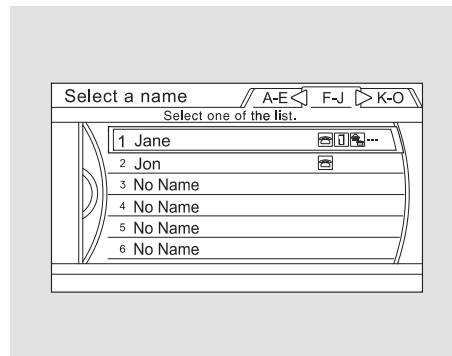 Select a name A-E F-J K-O
Select one of the list.
1 Jane
2 Jon
3 No Name
4 No Name
5 No Name
6 No Name